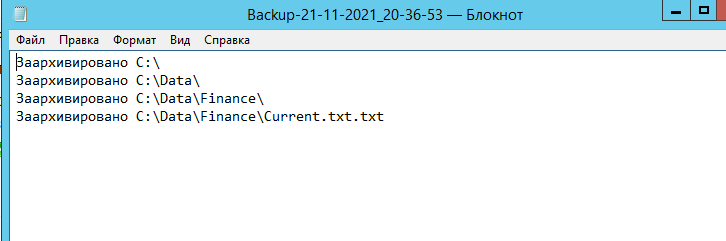 Backup-21-11-2021_20-36-53 — Блокнот
Файл Правка Формат Вид Справка
Заархивировано C:\
Заархивировано C:\Data\
Заархивировано C:\Data\Finance\
Заархивировано C:\Data\Finance\Current.txt.txt